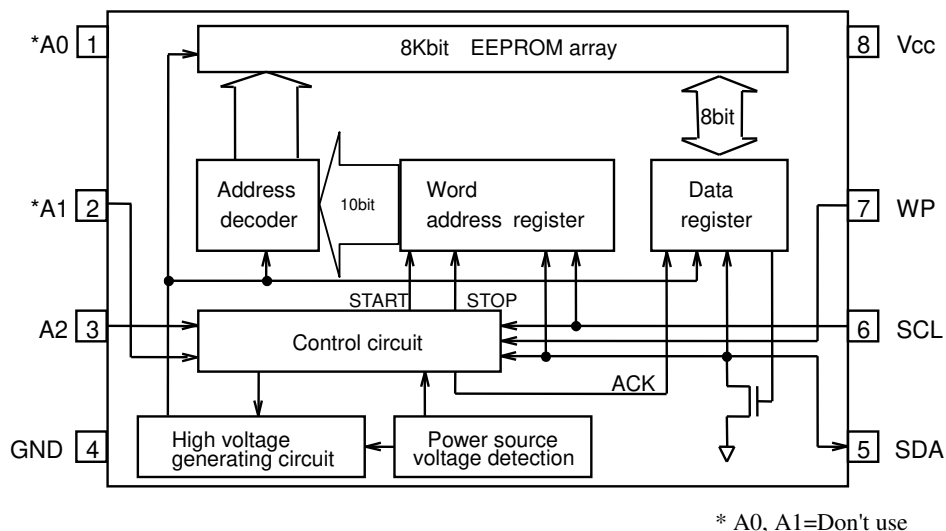 *A0 1
8Kbit EEPROM array
8 Vcc
8bit
*A1 2
Address
decoder
10bit
Word
address register
Data
register
7 WP
START
STOP
A2 3
Control circuit
6 SCL
ACK
GND 4
High voltage
generating circuit
Power source
voltage detection
5 SDA
* A0, A1=Don't use